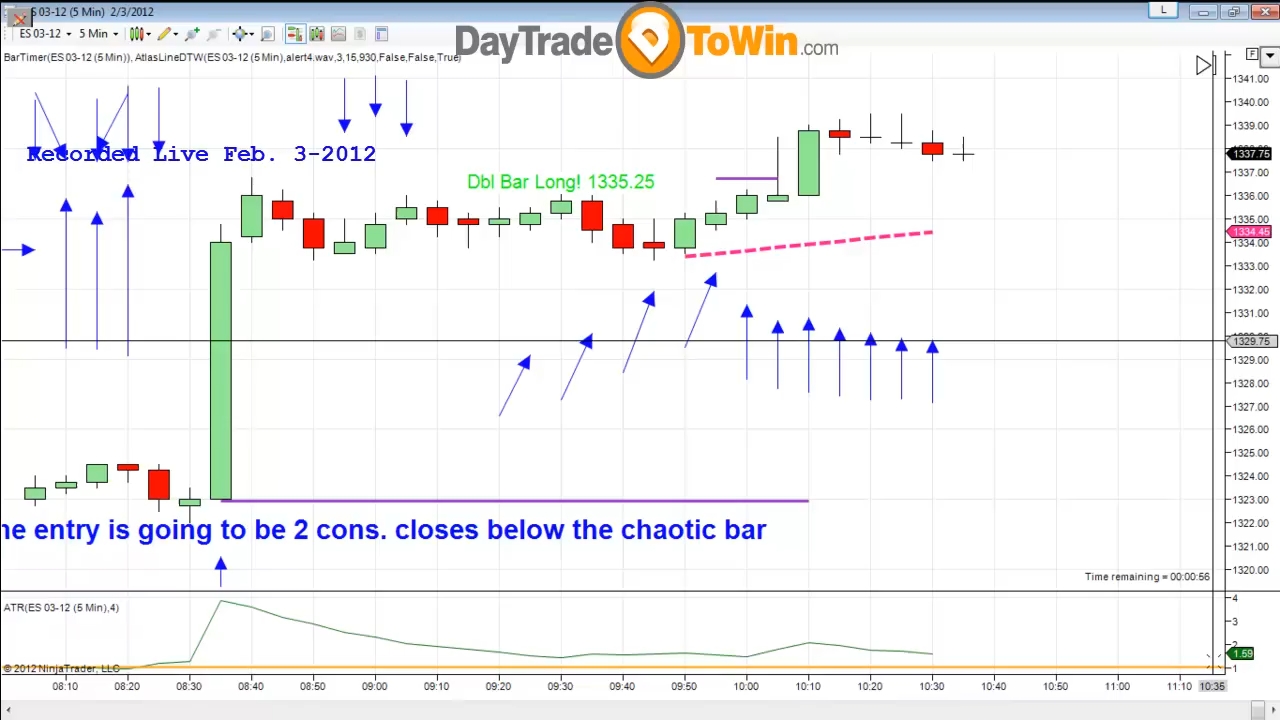 ES 03-12 (5 Min) 2/3/2012
L
ES 03-12 5 Min
DayTradeToWin.com
BarTimer(ES 03-12 (5 Min)), AtlasLineDTW(ES 03-12 (5 Min),alert4.wav,3,15,930,False,False,True)
F
Recorded Live Feb. 3-2012
Dbl Bar Long! 1335.25
1341.00
1340.00
1339.00
1337.75
1337.00
1336.00
1335.00
1334.45
1334.00
1333.00
1332.00
1331.00
1329.75
1329.00
1328.00
1327.00
1326.00
1325.00
1324.00
1323.00
1322.00
1321.00
1320.00
he entry is going to be 2 cons. closes below the chaotic bar
Time remaining = 00:00:56
ATR(ES 03-12 (5 Min),4)
4
3
2
1.59
1
© 2012 NinjaTrader, LLC
08:10 08:20 08:30 08:40 08:50 09:00 09:10 09:20 09:30 09:40 09:50 10:00 10:10 10:20 10:30 10:40 10:50 11:00 11:10 10:35